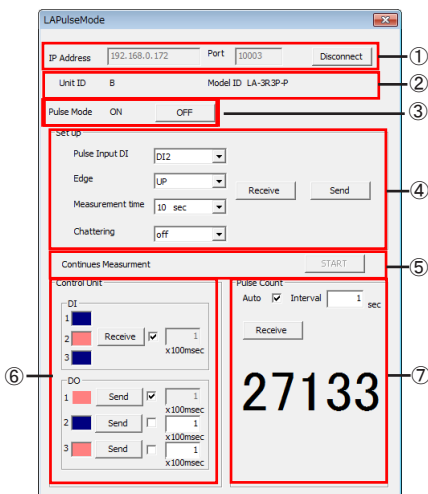 LAPulseMode
IP Address 192.168.0.172 Port 10003 Disconnect ①
Unit ID B Model ID LA-3R3P-P ②
Pulse Mode ON OFF ③
Set up
Pulse Input DI DI2
Edge UP
Receive Send ④
Measurement time 10 sec
Chattering off
Continues Measurment START ⑤
Control Unit
DI
1
2 Receive 1
x100msec
3
DO
1 Send 1
x100msec
2 Send 1
x100msec
3 Send 1
x100msec
⑥
Pulse Count
Auto Interval 1 sec
Receive
27133 ⑦